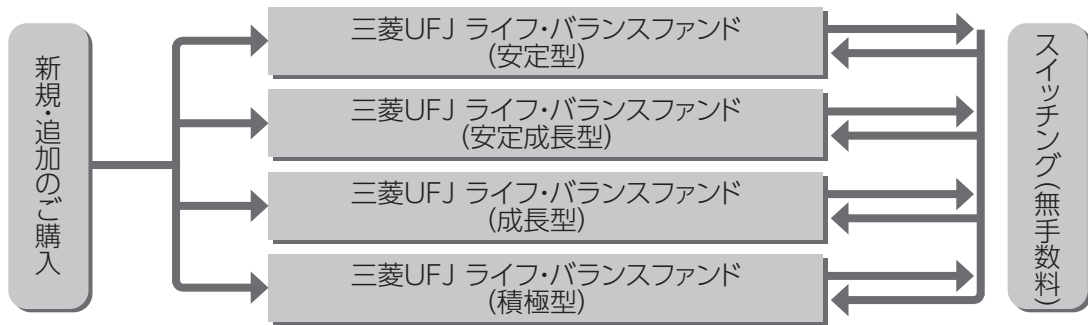 新規・追加のご購入
三菱UFJ ライフ・バランスファンド
(安定型)
三菱UFJ ライフ・バランスファンド
(安定成長型)
三菱UFJ ライフ・バランスファンド
(成長型)
三菱UFJ ライフ・バランスファンド
(積極型)
スイッチング(無手数料)